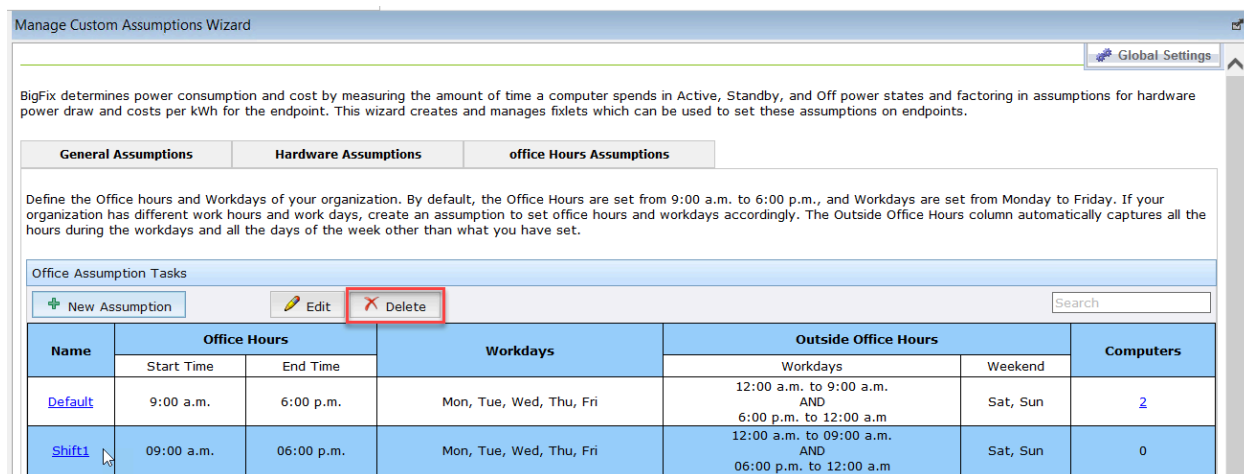 Manage Custom Assumptions Wizard
Global Settings
BigFix determines power consumption and cost by measuring the amount of time a computer spends in Active, Standby, and Off power states and factoring in assumptions for hardware
power draw and costs per kWh for the endpoint. This wizard creates and manages fixlets which can be used to set these assumptions on endpoints.
General Assumptions Hardware Assumptions office Hours Assumptions
Define the Office hours and Workdays of your organization. By default, the Office Hours are set from 9:00 a.m. to 6:00 p.m., and Workdays are set from Monday to Friday. If your
organization has different work hours and work days, create an assumption to set office hours and workdays accordingly. The Outside Office Hours column automatically captures all the
hours during the workdays and all the days of the week other than what you have set.
Office Assumption Tasks
New Assumption Edit Delete Search
Name Office Hours Workdays Outside Office Hours Computers
Start Time End Time Workdays Weekend
Default 9:00 a.m. 6:00 p.m. Mon, Tue, Wed, Thu, Fri 12:00 a.m. to 9:00 a.m.
AND
6:00 p.m. to 12:00 a.m Sat, Sun 2
Shift1 09:00 a.m. 06:00 p.m. Mon, Tue, Wed, Thu, Fri 12:00 a.m. to 09:00 a.m.
AND
06:00 p.m. to 12:00 a.m Sat, Sun 0